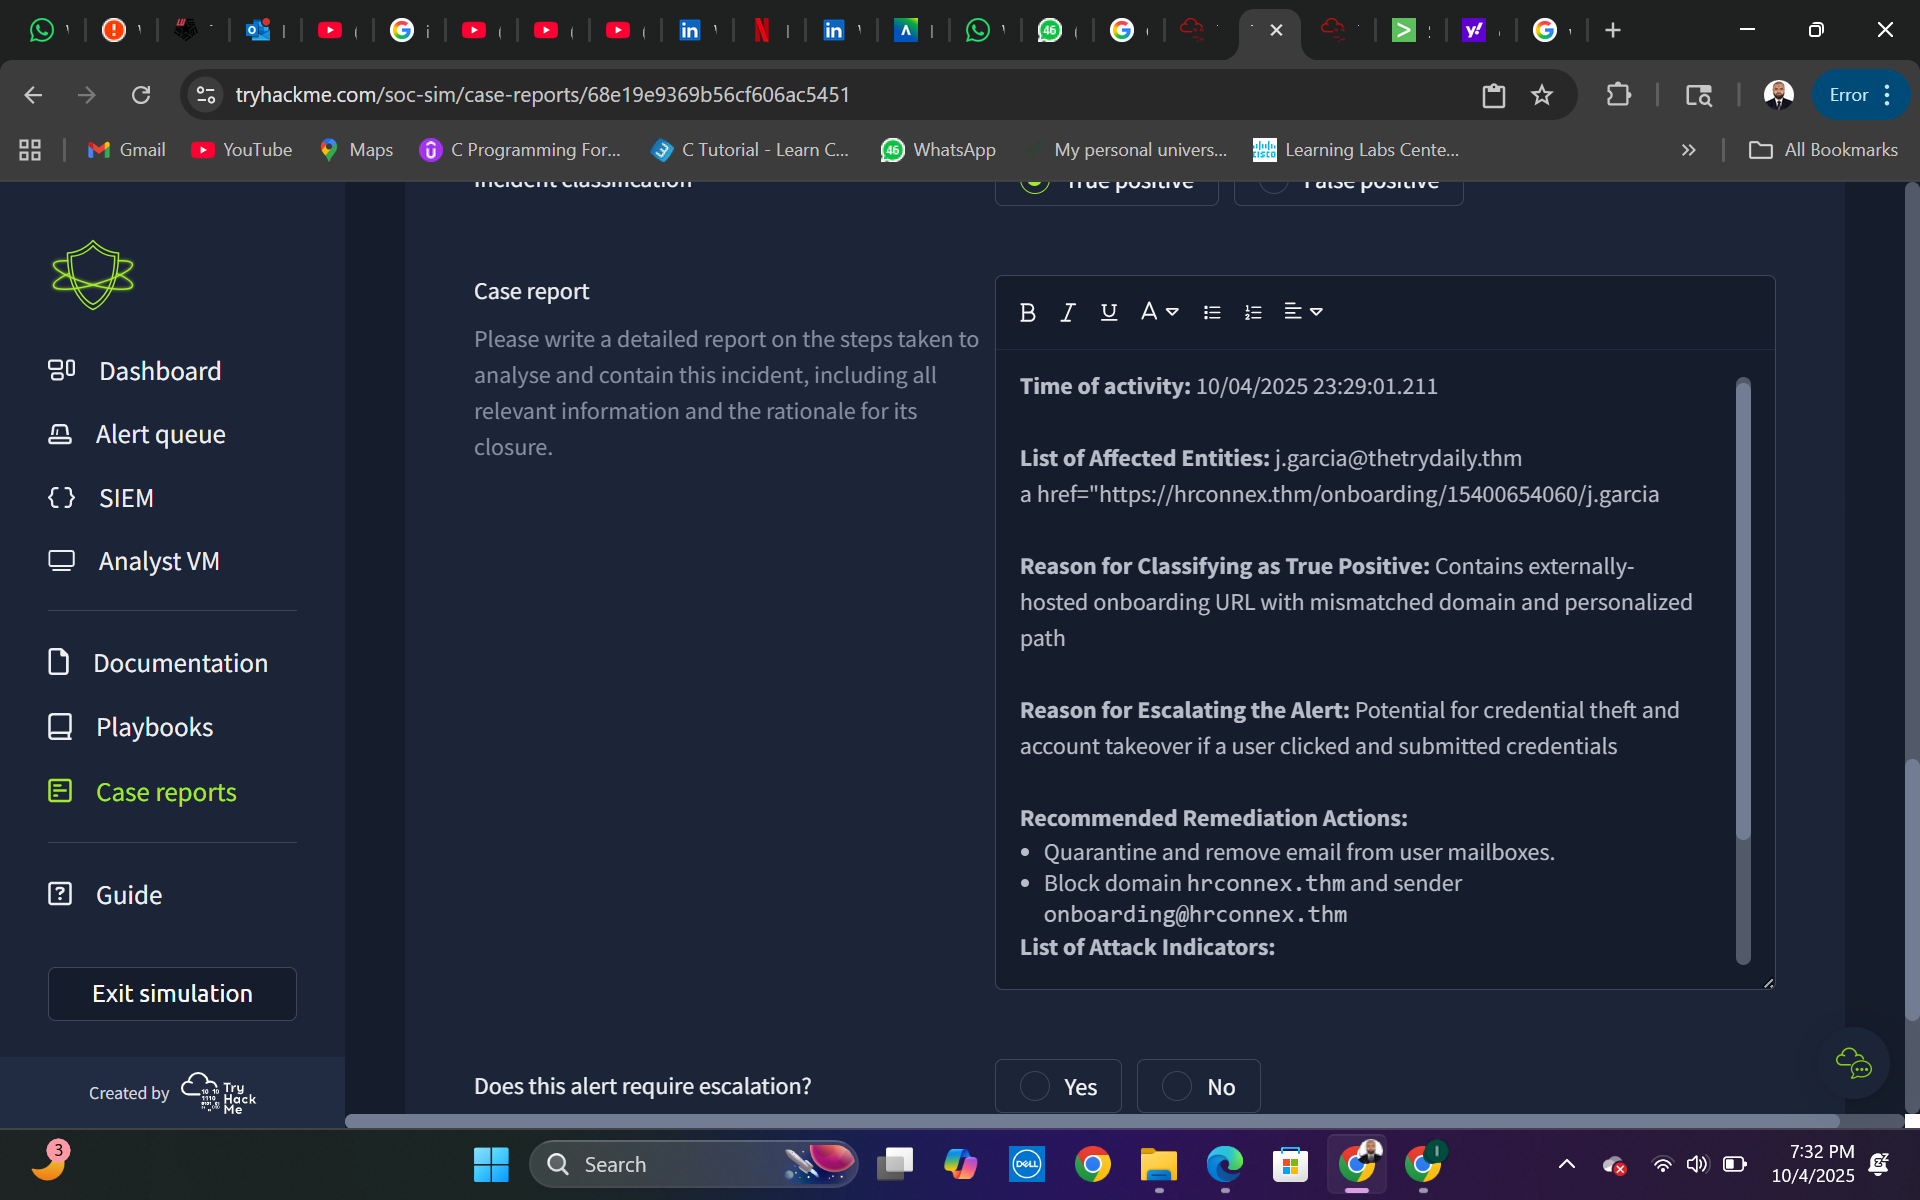 46
tryhackme.com/soc-sim/case-reports/68e19e9369b56cf606ac5451
Error
Gmail
YouTube
Maps
C Programming For...
C Tutorial - Learn C...
46
WhatsApp
My personal univers...
Learning Labs Cente...
All Bookmarks
Incident classification
True positive
False positive
Dashboard
Alert queue
SIEM
Analyst VM
Documentation
Playbooks
Case reports
Guide
Exit simulation
Created by
Try
Hack
Me
Case report
Please write a detailed report on the steps taken to
analyse and contain this incident, including all
relevant information and the rationale for its
closure.
Time of activity: 10/04/2025 23:29:01.211
List of Affected Entities: j.garcia@thetrydaily.thm
a href="https://hrconnex.thm/onboarding/15400654060/j.garcia
Reason for Classifying as True Positive: Contains externally-
hosted onboarding URL with mismatched domain and personalized
path
Reason for Escalating the Alert: Potential for credential theft and
account takeover if a user clicked and submitted credentials
Recommended Remediation Actions:
• Quarantine and remove email from user mailboxes.
• Block domain hrconnex.thm and sender
onboarding@hrconnex.thm
List of Attack Indicators:
Does this alert require escalation?
Yes
No
3
Search
DELL
7:32 PM
10/4/2025